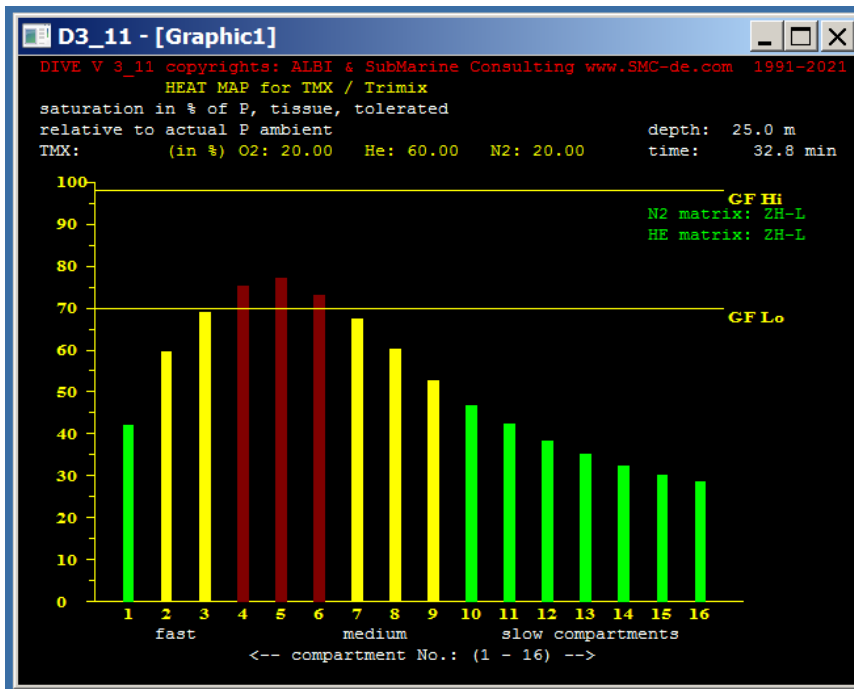 D3_11 - [Graphic1]
DIVE V 3_11 copyrights: ALBI & SubMarine Consulting www.SMC-de.com 1991-2021
HEAT MAP for TMX / Trimix
saturation in % of P, tissue, tolerated
relative to actual P ambient
depth: 25.0 m
TMX: (in %) O2: 20.00 He: 60.00 N2: 20.00
time: 32.8 min
100
GF Hi
N2 matrix: ZH-L
90
HE matrix: ZH-L
80
70
GF Lo
60
50
40
30
20
10
0
1 2 3 4 5 6 7 8 9 10 11 12 13 14 15 16
fast medium slow compartments
<-- compartment No.: (1 - 16) -->